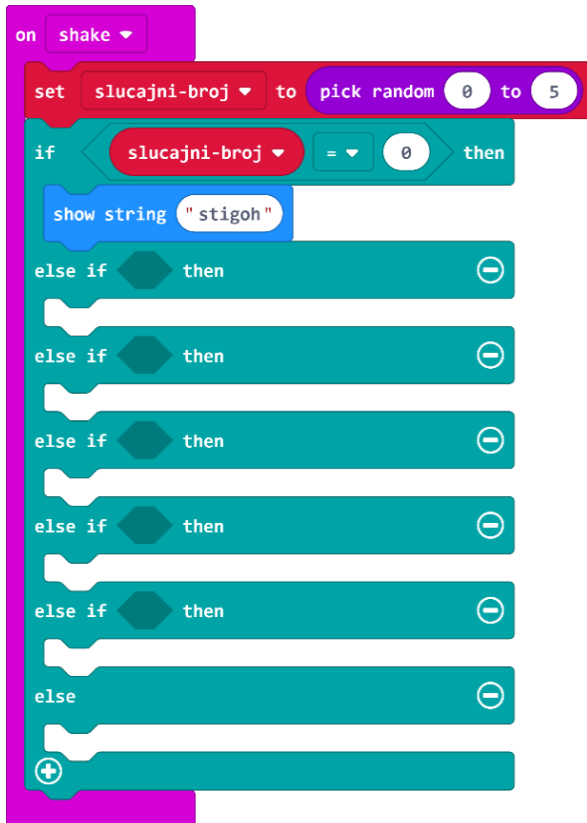 on shake
set slucajni-broj to pick random 0 to 5
if slucajni-broj = 0 then
show string "stigoh"
else if then
else if then
else if then
else if then
else if then
else